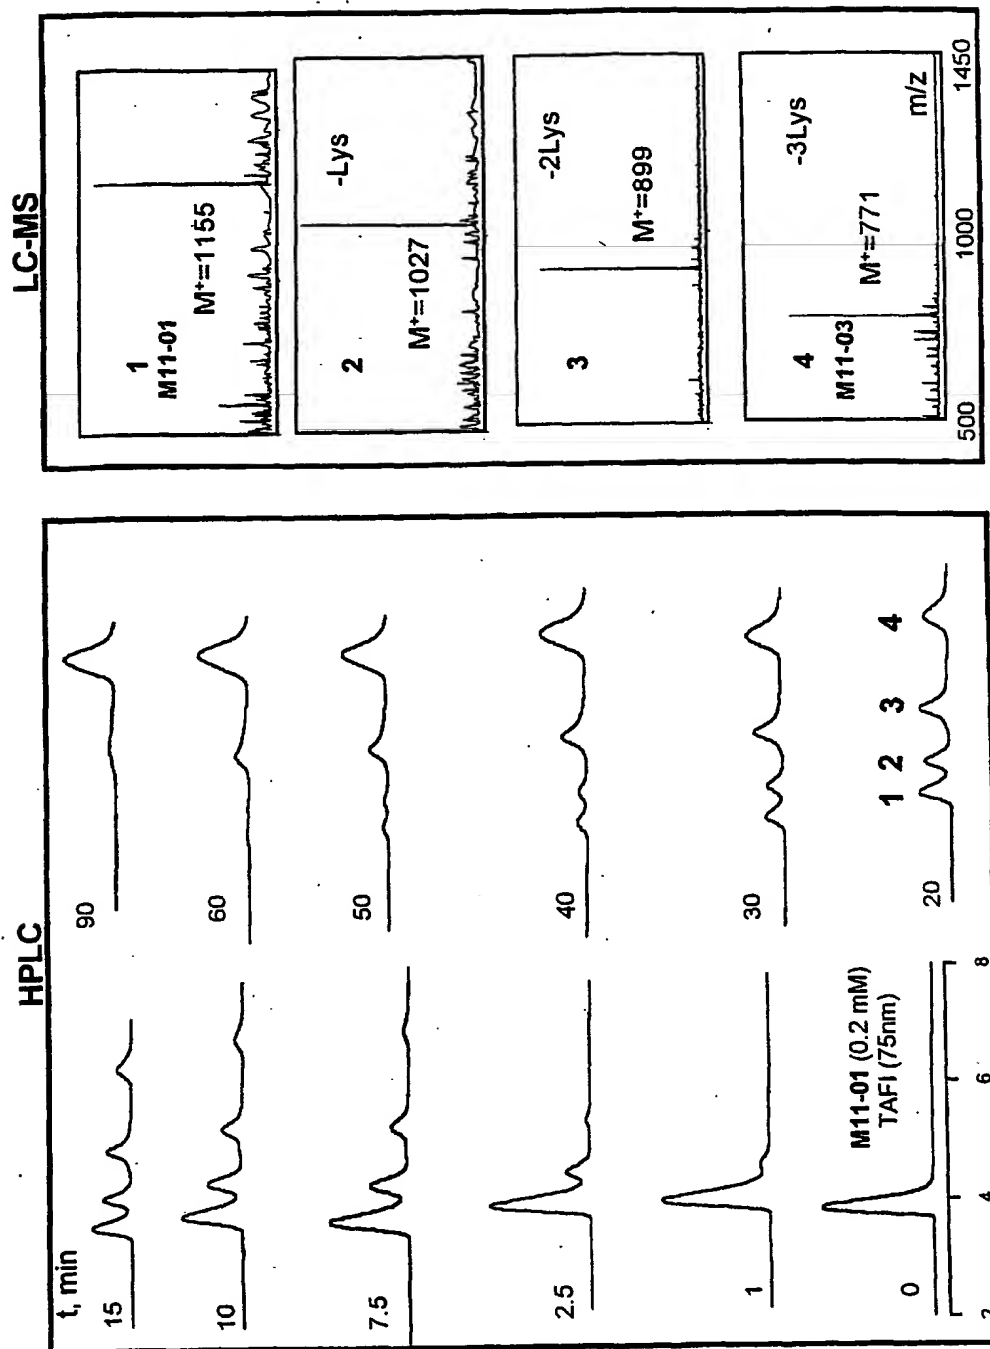 HPLC
t, min
15
10
7.5
2.5
1
0
M11-01 (0.2 mM)
TAFI (75nm)
2
4
6
8
90
60
50
40
30
20
1
2
3
4
LC-MS
1
M11-01
M⁺=1155
2
M⁺=1027
-Lys
3
M⁺=899
-2Lys
4
M11-03
M⁺=771
-3Lys
m/z
500
1000
1450